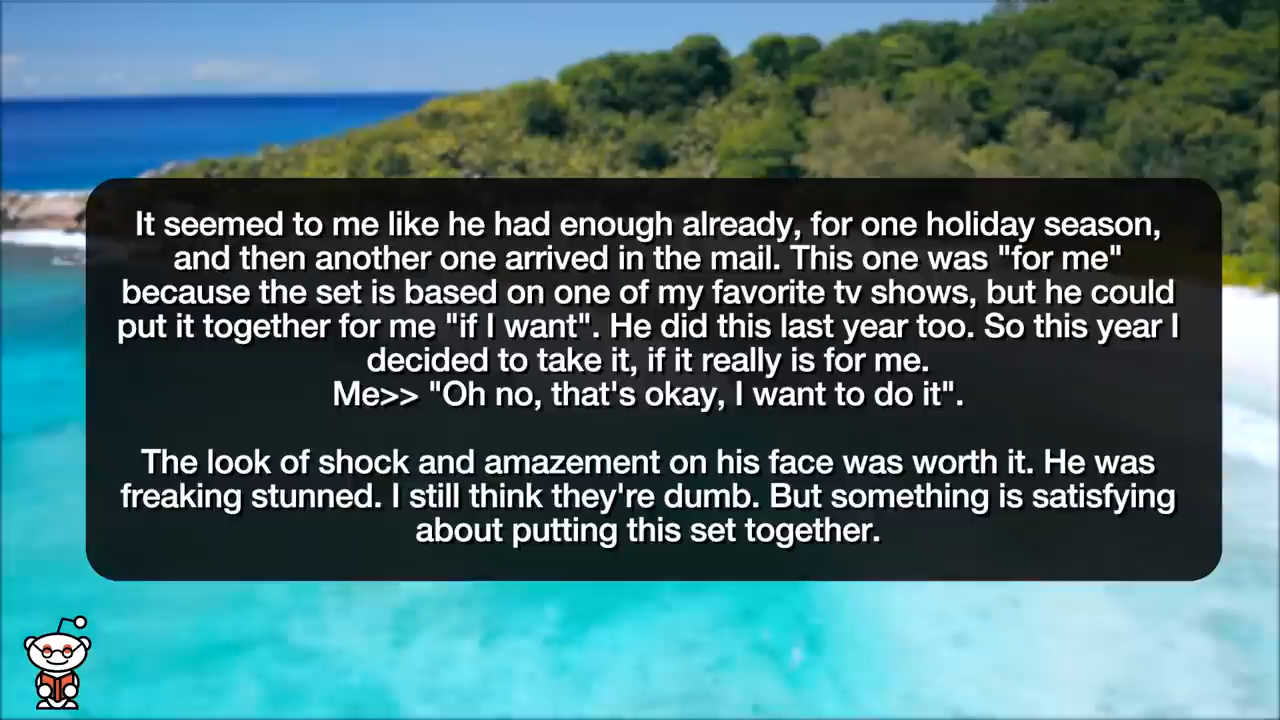 It seemed to me like he had enough already, for one holiday season,
and then another one arrived in the mail. This one was "for me"
because the set is based on one of my favorite tv shows, but he could
put it together for me "if I want". He did this last year too. So this year I
decided to take it, if it really is for me.
Me>> "Oh no, that's okay, I want to do it".
The look of shock and amazement on his face was worth it. He was
freaking stunned. I still think they're dumb. But something is satisfying
about putting this set together.